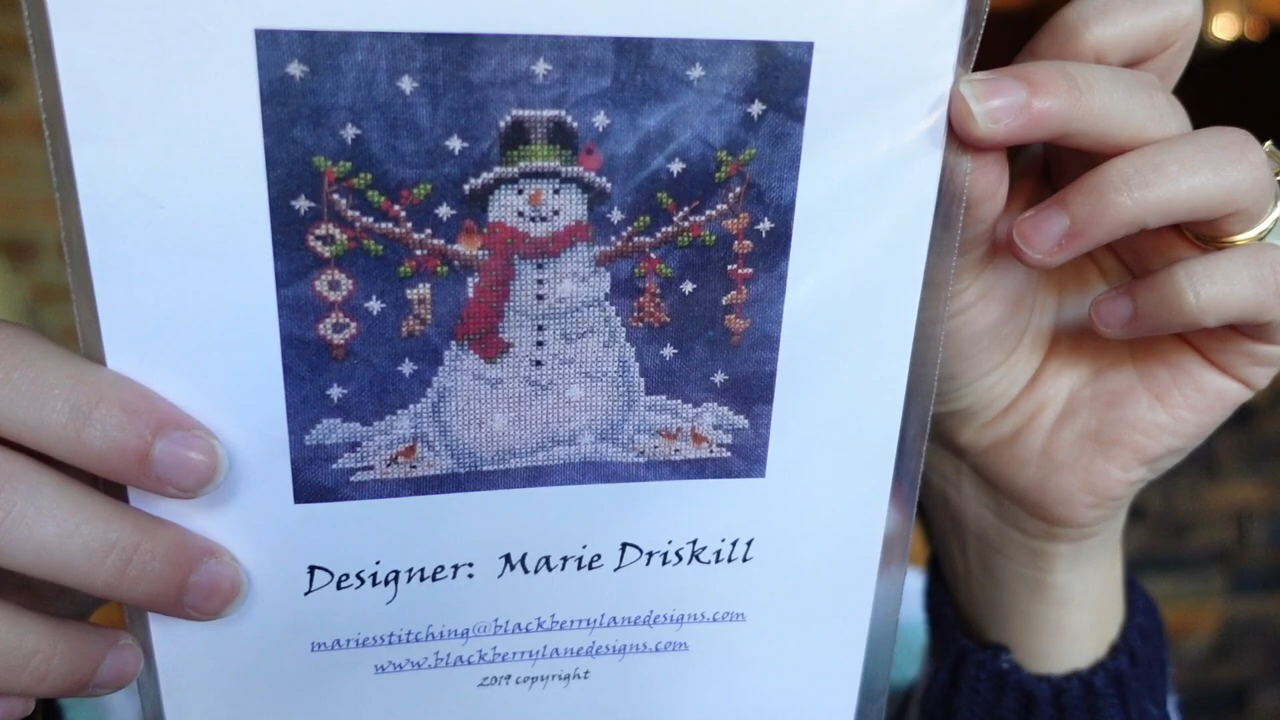 Designer: Marie Driskill
mariesstitching@blackberrylanedesigns.com
www.blackberrylanedesigns.com
2019 copyright